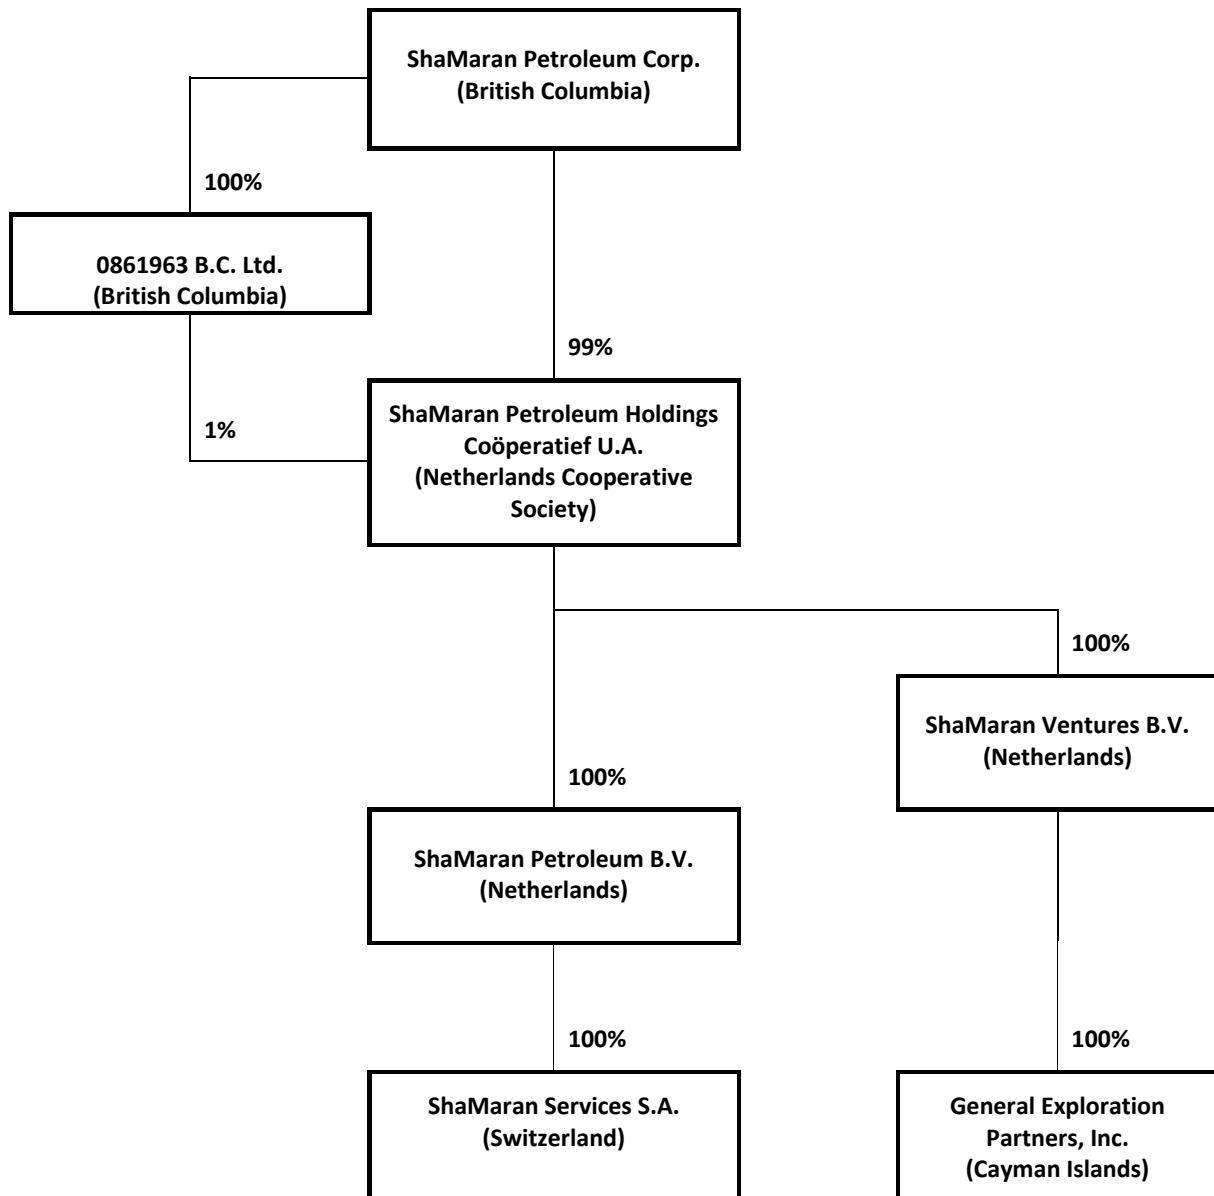 ShaMaran Petroleum Corp.
(British Columbia)
100%
0861963 B.C. Ltd.
(British Columbia)
99%
1%
ShaMaran Petroleum Holdings
Coöperatief U.A.
(Netherlands Cooperative
Society)
100%
ShaMaran Ventures B.V.
(Netherlands)
100%
ShaMaran Petroleum B.V.
(Netherlands)
100%
100%
ShaMaran Services S.A.
(Switzerland)
General Exploration
Partners, Inc.
(Cayman Islands)